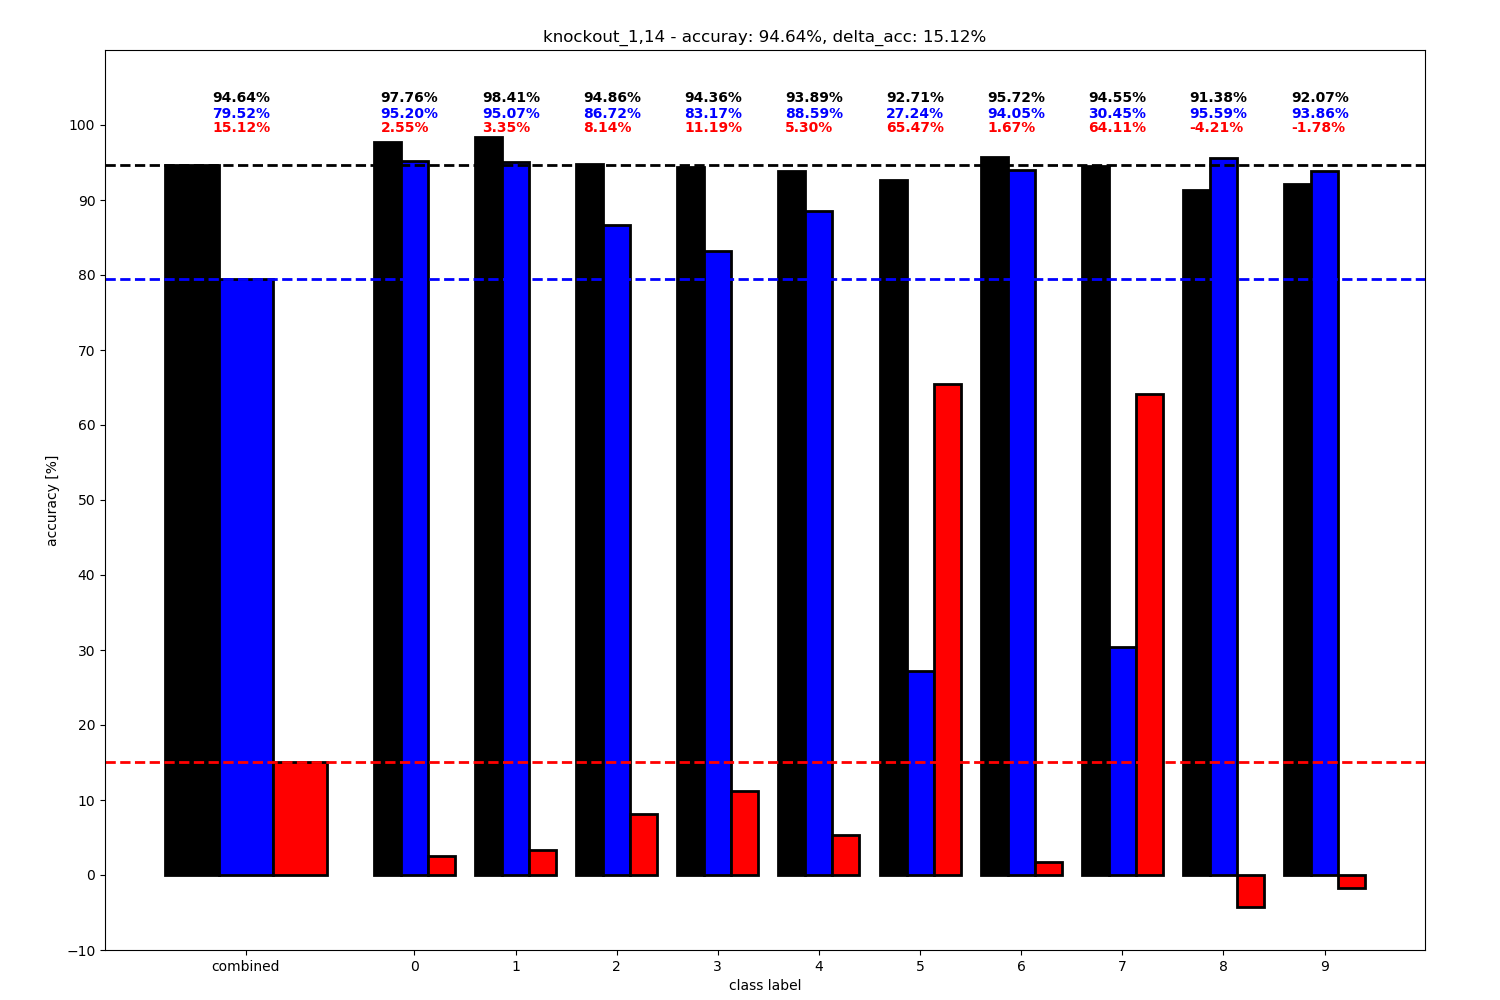 knockout_1,14 - accuray: 94.64%, delta_acc: 15.12%
94.64% 97.76% 98.41% 94.86% 94.36% 93.89% 92.71% 95.72% 94.55% 91.38% 92.07%
79.52% 95.20% 95.07% 86.72% 83.17% 88.59% 27.24% 94.05% 30.45% 95.59% 93.86%
15.12% 2.55% 3.35% 8.14% 11.19% 5.30% 65.47% 1.67% 64.11% -4.21% -1.78%
100
90
80
70
60
50
40
30
20
10
0
−10
accuracy [%]
combined 0 1 2 3 4 5 6 7 8 9
class label